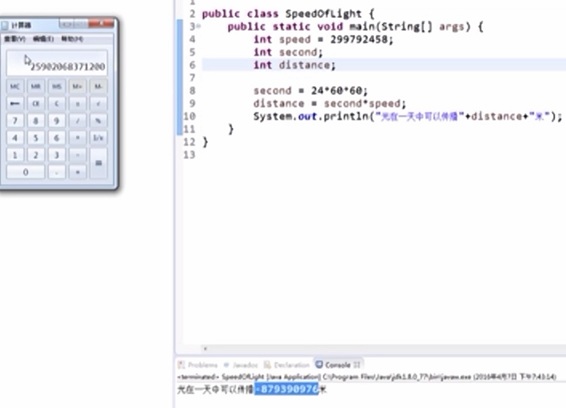 计算器
查看(V) 编辑(E) 帮助(H)
25902068371200
MC MR MS M+ M-
← CE C ± √
7 8 9 / %
4 5 6 * 1/x
1 2 3 - =
0 . +
2 public class SpeedOfLight {
3 public static void main(String[] args) {
4 int speed = 299792458;
5 int second;
6 int distance;
7
8 second = 24*60*60;
9 distance = second*speed;
10 System.out.println("光在一天中可以传播"+distance+"米");
11 }
12 }
13
Problems @ Javadoc Declaration Console
<terminated> SpeedOfLight [Java Application] C:\Program Files\Java\jdk1.8.0_77\bin\javaw.exe (2016年4月7日 下午7:43:14)
光在一天中可以传播-879390976米